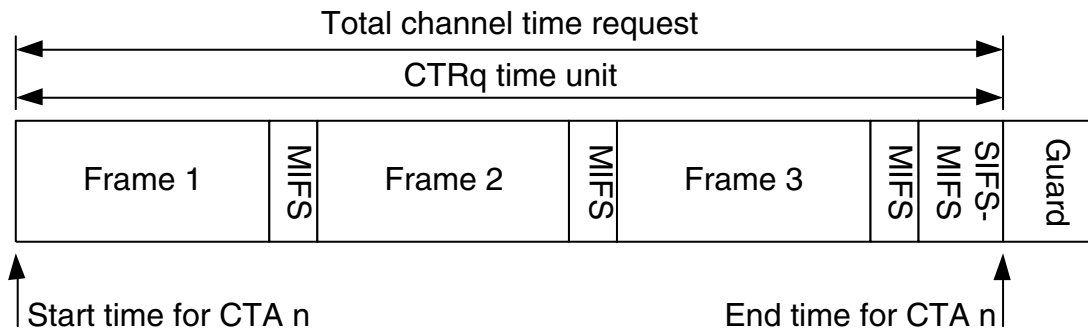 Total channel time request
CTRq time unit
Frame 1
MIFS
Frame 2
MIFS
Frame 3
MIFS
SIFS-
MIFS
Guard
Start time for CTA n
End time for CTA n